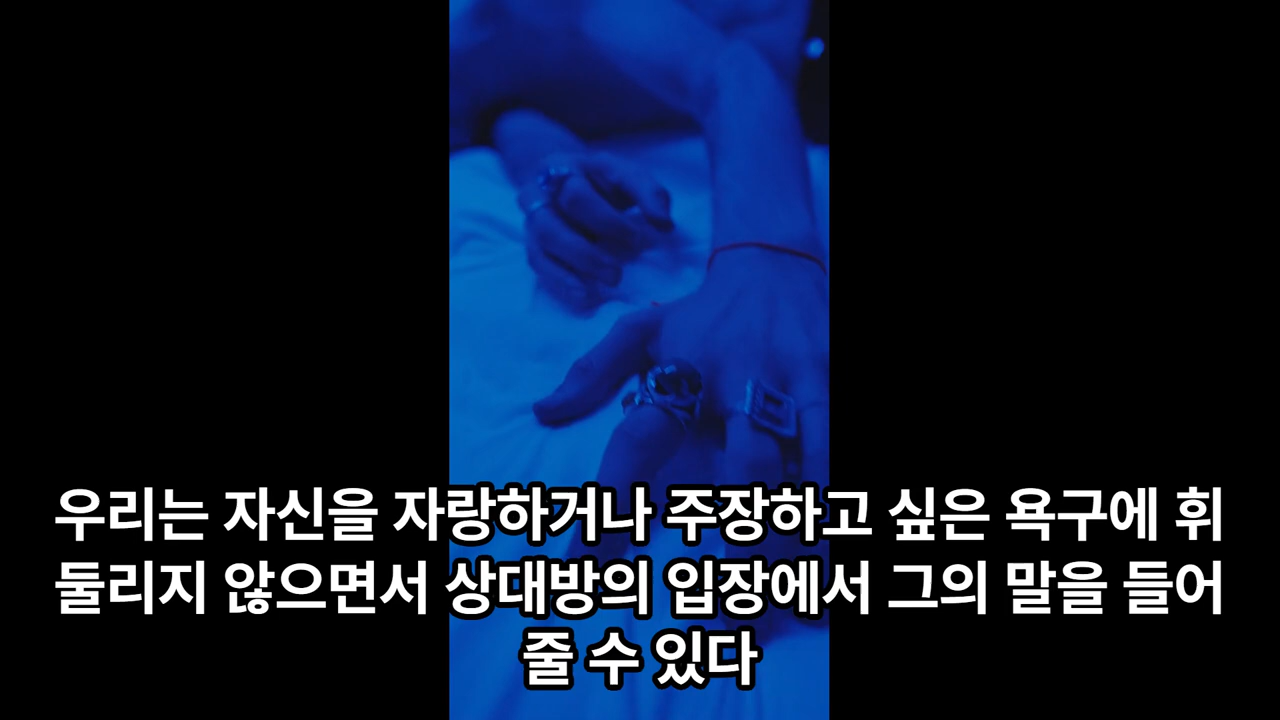 우리는 자신을 자랑하거나 주장하고 싶은 욕구에 휘
둘리지 않으면서 상대방의 입장에서 그의 말을 들어
줄 수 있다